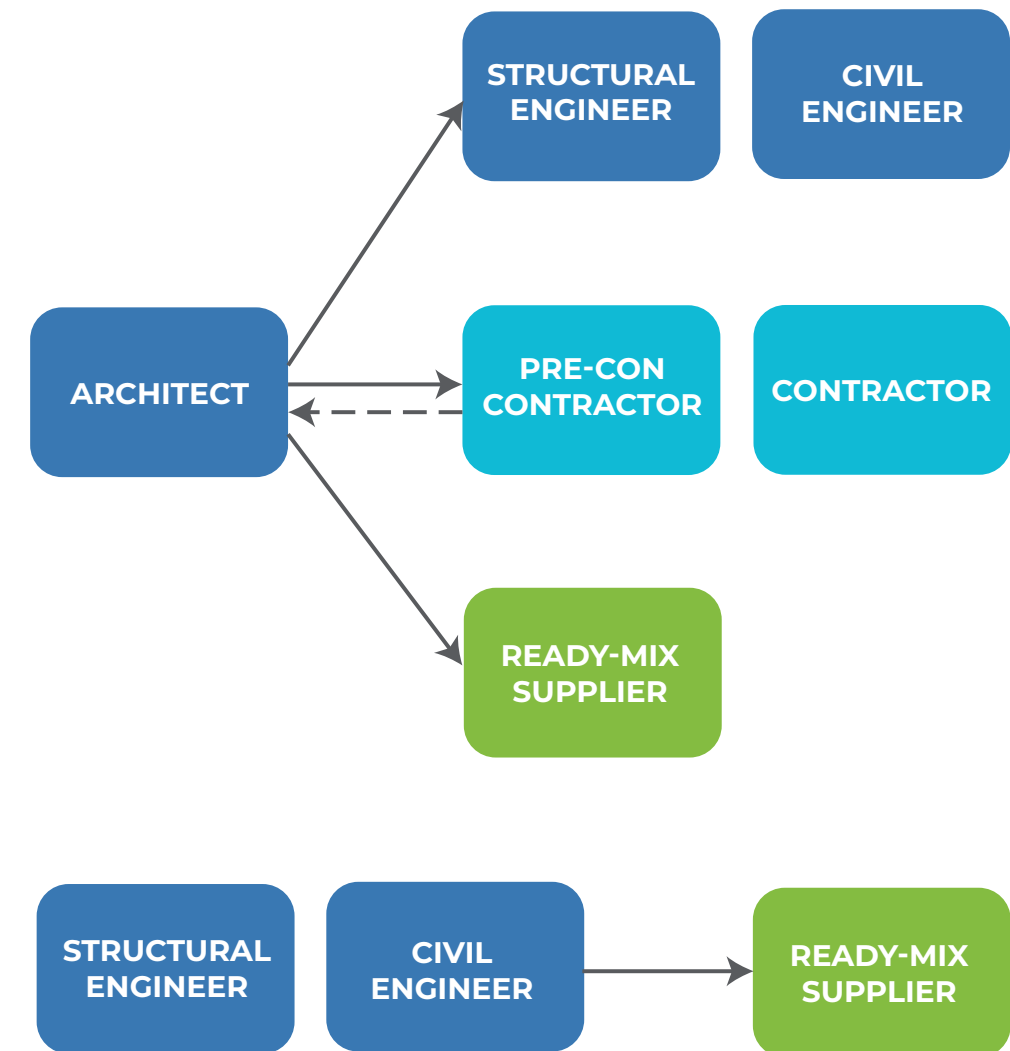 STRUCTURAL
ENGINEER
CIVIL
ENGINEER
ARCHITECT
PRE-CON
CONTRACTOR
CONTRACTOR
READY-MIX
SUPPLIER
STRUCTURAL
ENGINEER
CIVIL
ENGINEER
READY-MIX
SUPPLIER